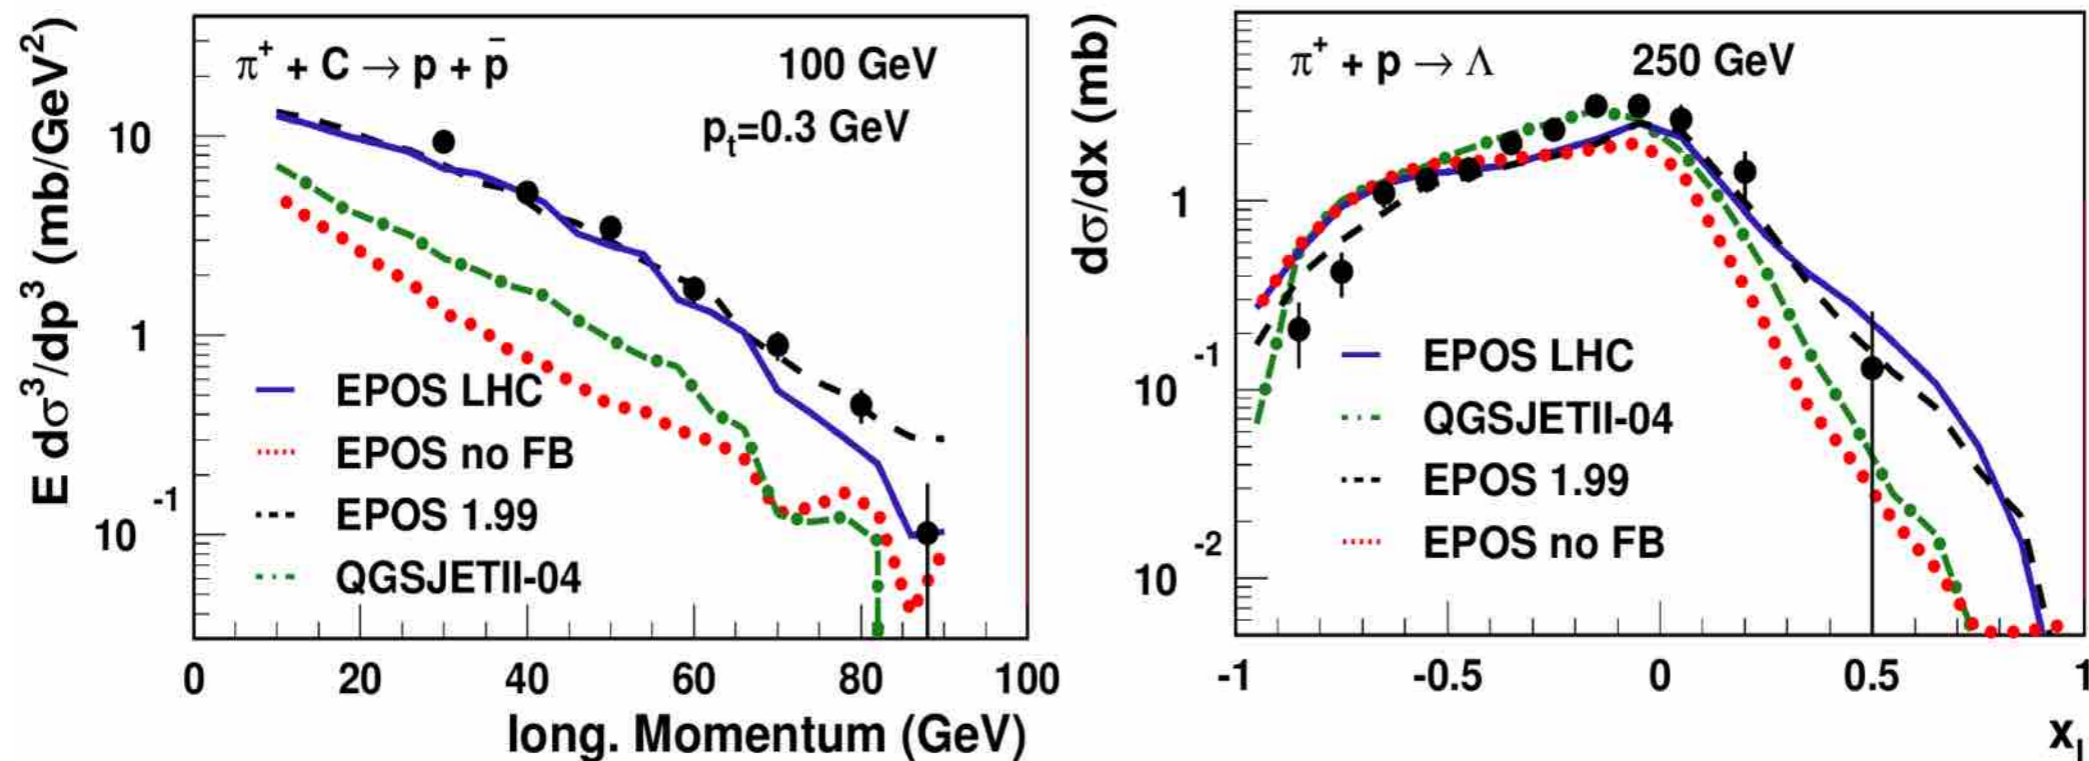 π⁺ + C → p + p̄
100 GeV
pₜ=0.3 GeV
E dσ³/dp³ (mb/GeV²)
10
1
10⁻¹
EPOS LHC
EPOS no FB
EPOS 1.99
QGSJETII-04
0 20 40 60 80 100
long. Momentum (GeV)
π⁺ + p → Λ
250 GeV
dσ/dx (mb)
1
10⁻¹
10⁻²
EPOS LHC
QGSJETII-04
EPOS 1.99
EPOS no FB
-1 -0.5 0 0.5 1
xₗ